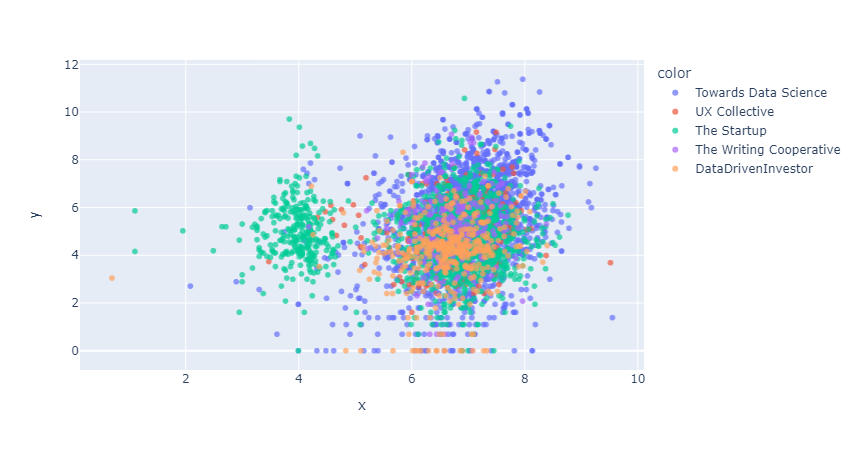 12
10
8
6
4
2
0
y
2 4 6 8 10
x
color
Towards Data Science
UX Collective
The Startup
The Writing Cooperative
DataDrivenInvestor